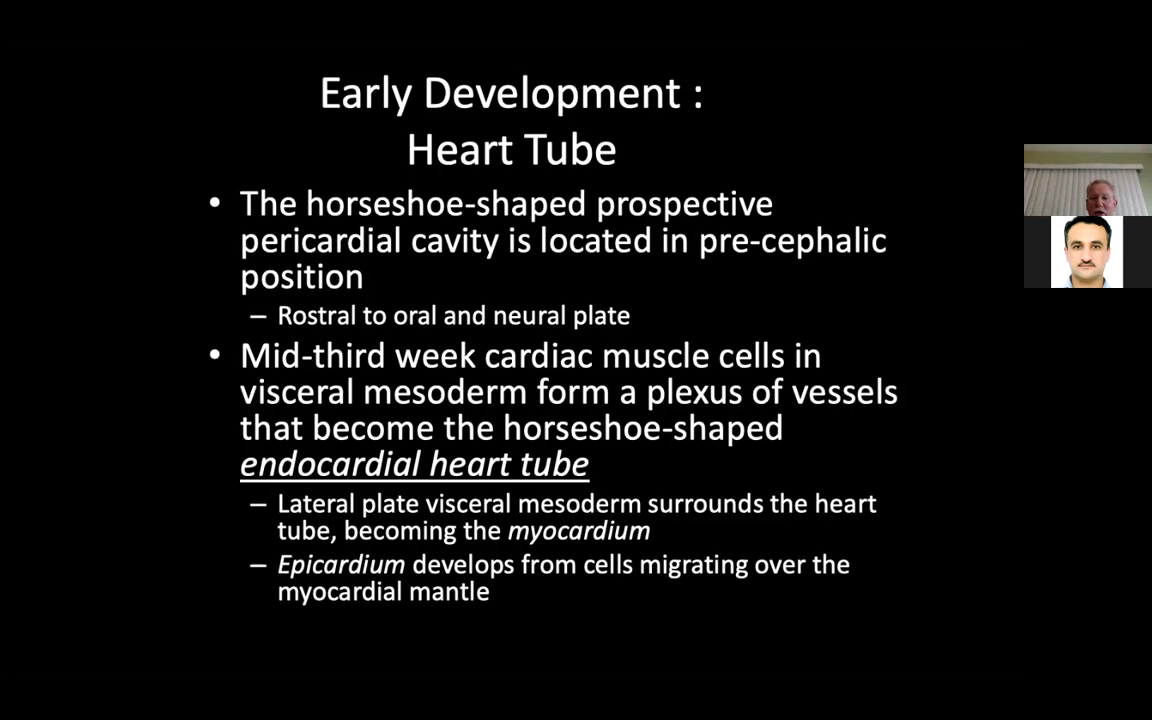 Early Development :
Heart Tube
• The horseshoe-shaped prospective
pericardial cavity is located in pre-cephalic
position
– Rostral to oral and neural plate
• Mid-third week cardiac muscle cells in
visceral mesoderm form a plexus of vessels
that become the horseshoe-shaped
endocardial heart tube
– Lateral plate visceral mesoderm surrounds the heart
tube, becoming the myocardium
– Epicardium develops from cells migrating over the
myocardial mantle